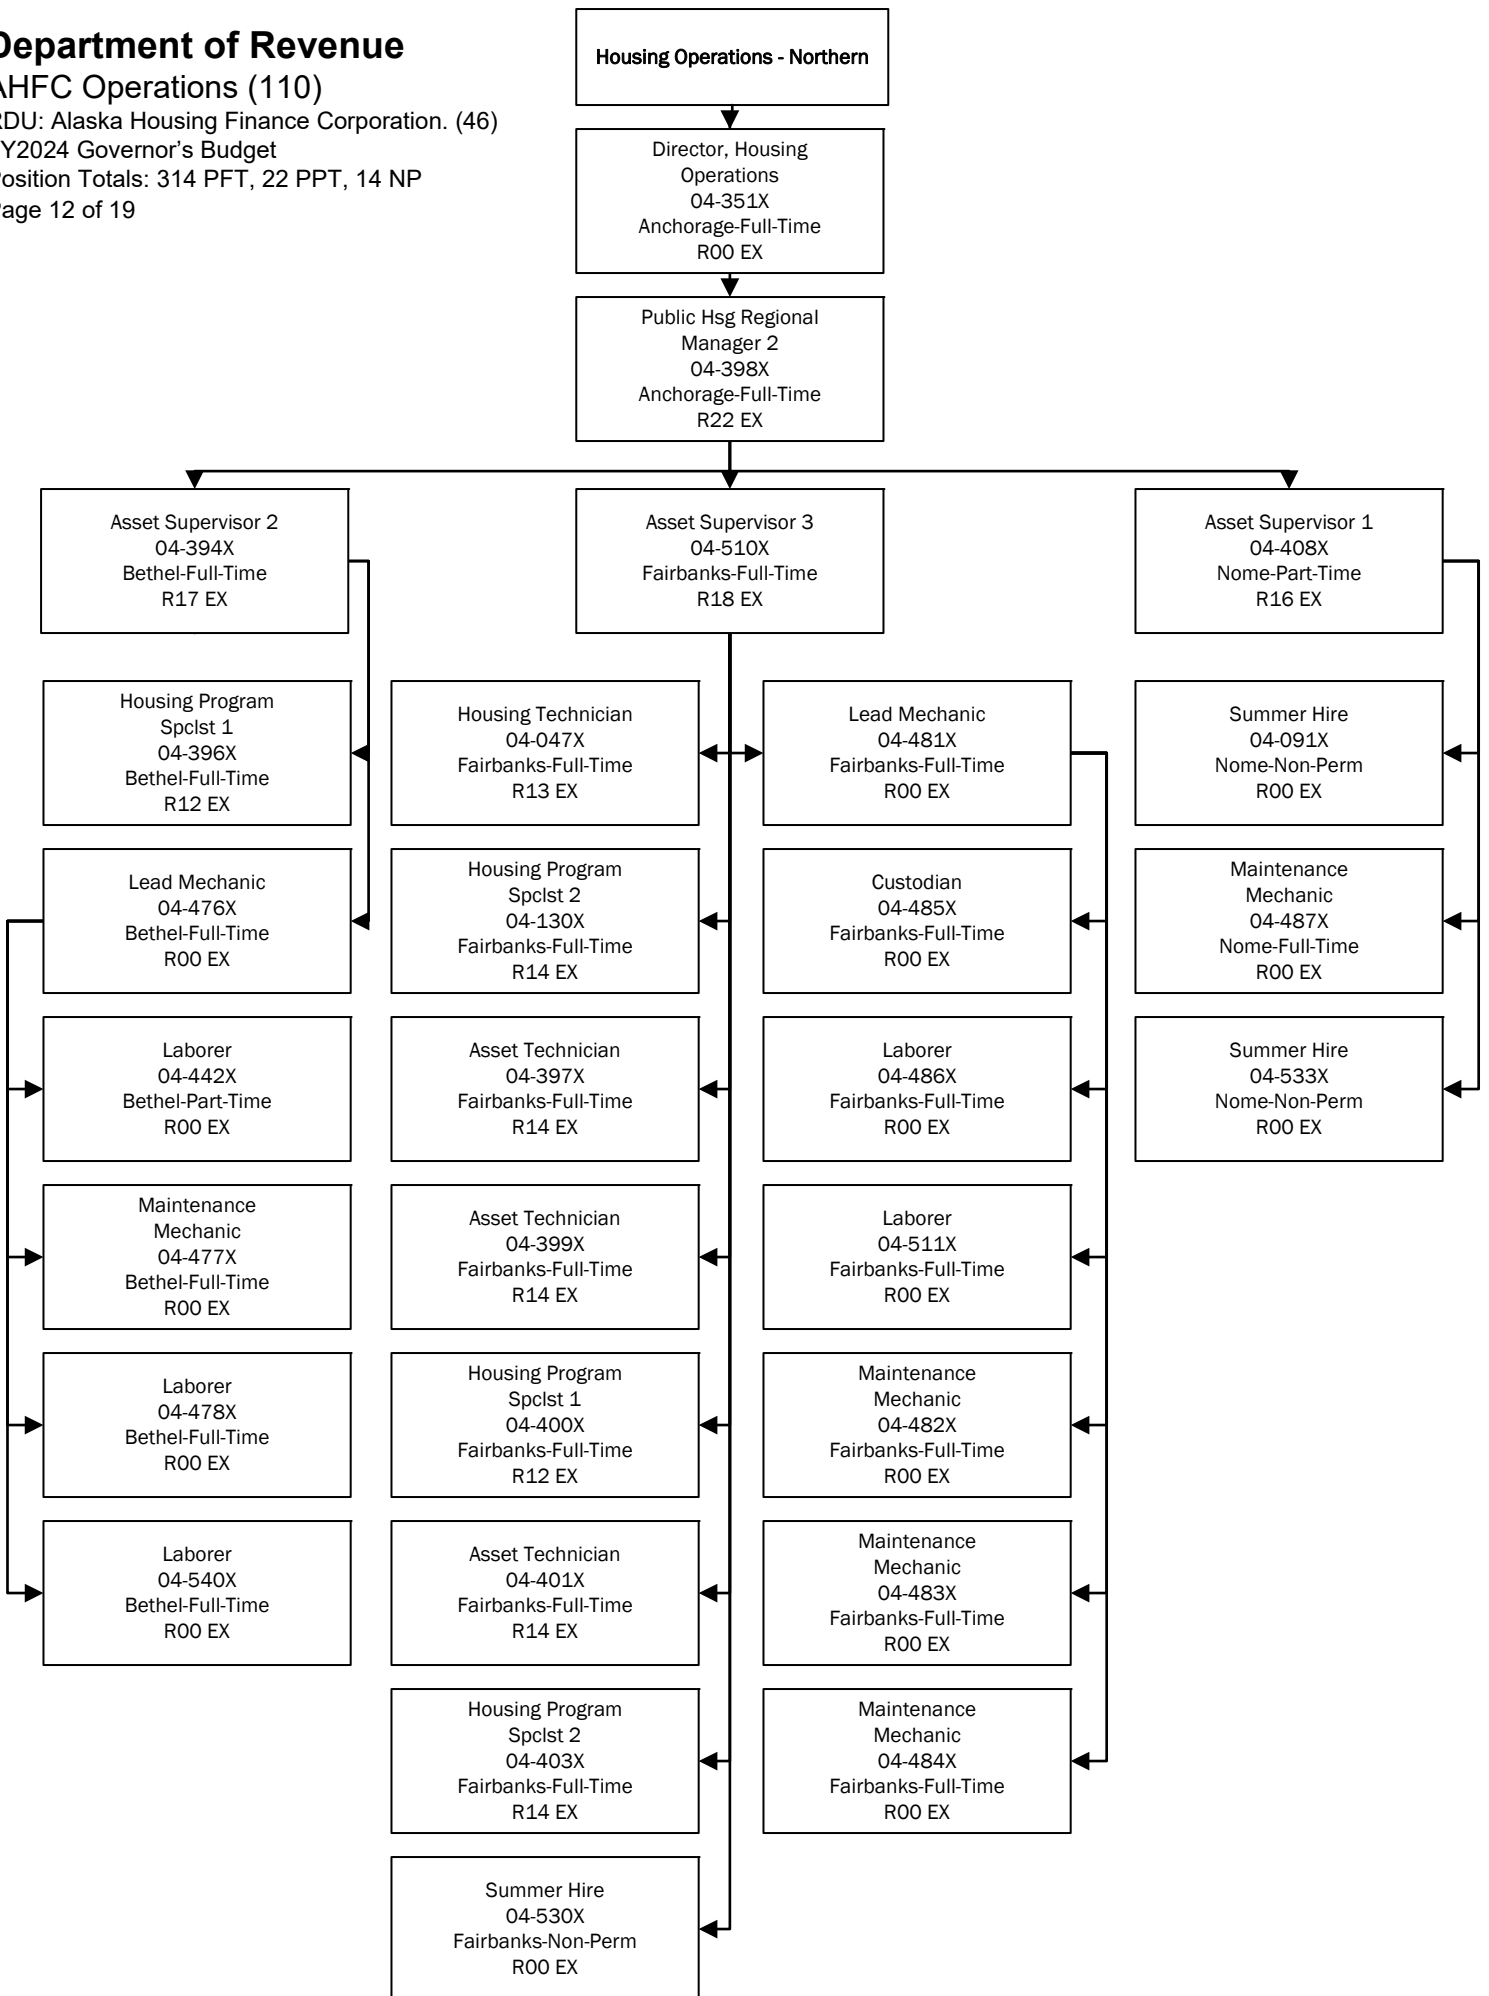 Department of Revenue
AHFC Operations (110)
RDU: Alaska Housing Finance Corporation. (46)
FY2024 Governor's Budget
Position Totals: 314 PFT, 22 PPT, 14 NP
Page 12 of 19
Housing Operations - Northern
Director, Housing
Operations
04-351X
Anchorage-Full-Time
R00 EX
Public Hsg Regional
Manager 2
04-398X
Anchorage-Full-Time
R22 EX
Asset Supervisor 2
04-394X
Bethel-Full-Time
R17 EX
Asset Supervisor 3
04-510X
Fairbanks-Full-Time
R18 EX
Asset Supervisor 1
04-408X
Nome-Part-Time
R16 EX
Housing Program
Spclst 1
04-396X
Bethel-Full-Time
R12 EX
Housing Technician
04-047X
Fairbanks-Full-Time
R13 EX
Lead Mechanic
04-481X
Fairbanks-Full-Time
R00 EX
Summer Hire
04-091X
Nome-Non-Perm
R00 EX
Lead Mechanic
04-476X
Bethel-Full-Time
R00 EX
Housing Program
Spclst 2
04-130X
Fairbanks-Full-Time
R14 EX
Custodian
04-485X
Fairbanks-Full-Time
R00 EX
Maintenance
Mechanic
04-487X
Nome-Full-Time
R00 EX
Laborer
04-442X
Bethel-Part-Time
R00 EX
Asset Technician
04-397X
Fairbanks-Full-Time
R14 EX
Laborer
04-486X
Fairbanks-Full-Time
R00 EX
Summer Hire
04-533X
Nome-Non-Perm
R00 EX
Maintenance
Mechanic
04-477X
Bethel-Full-Time
R00 EX
Asset Technician
04-399X
Fairbanks-Full-Time
R14 EX
Laborer
04-511X
Fairbanks-Full-Time
R00 EX
Laborer
04-478X
Bethel-Full-Time
R00 EX
Housing Program
Spclst 1
04-400X
Fairbanks-Full-Time
R12 EX
Maintenance
Mechanic
04-482X
Fairbanks-Full-Time
R00 EX
Laborer
04-540X
Bethel-Full-Time
R00 EX
Asset Technician
04-401X
Fairbanks-Full-Time
R14 EX
Maintenance
Mechanic
04-483X
Fairbanks-Full-Time
R00 EX
Housing Program
Spclst 2
04-403X
Fairbanks-Full-Time
R14 EX
Maintenance
Mechanic
04-484X
Fairbanks-Full-Time
R00 EX
Summer Hire
04-530X
Fairbanks-Non-Perm
R00 EX